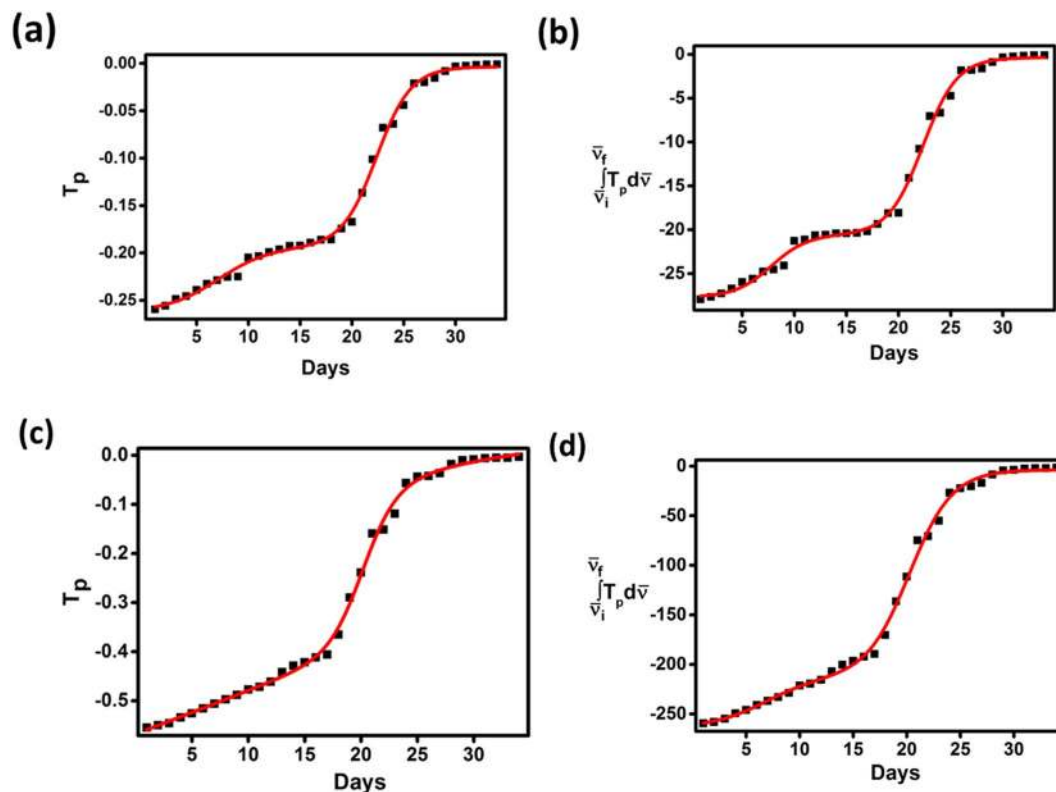 (a)
0.00
-0.05
-0.10
-0.15
-0.20
-0.25
Tp
5 10 15 20 25 30
Days
(b)
0
-5
-10
-15
-20
-25
ν̅f
∫Tpdν̅
ν̅i
5 10 15 20 25 30
Days
(c)
0.0
-0.1
-0.2
-0.3
-0.4
-0.5
Tp
5 10 15 20 25 30
Days
(d)
0
-50
-100
-150
-200
-250
ν̅f
∫Tpdν̅
ν̅i
5 10 15 20 25 30
Days